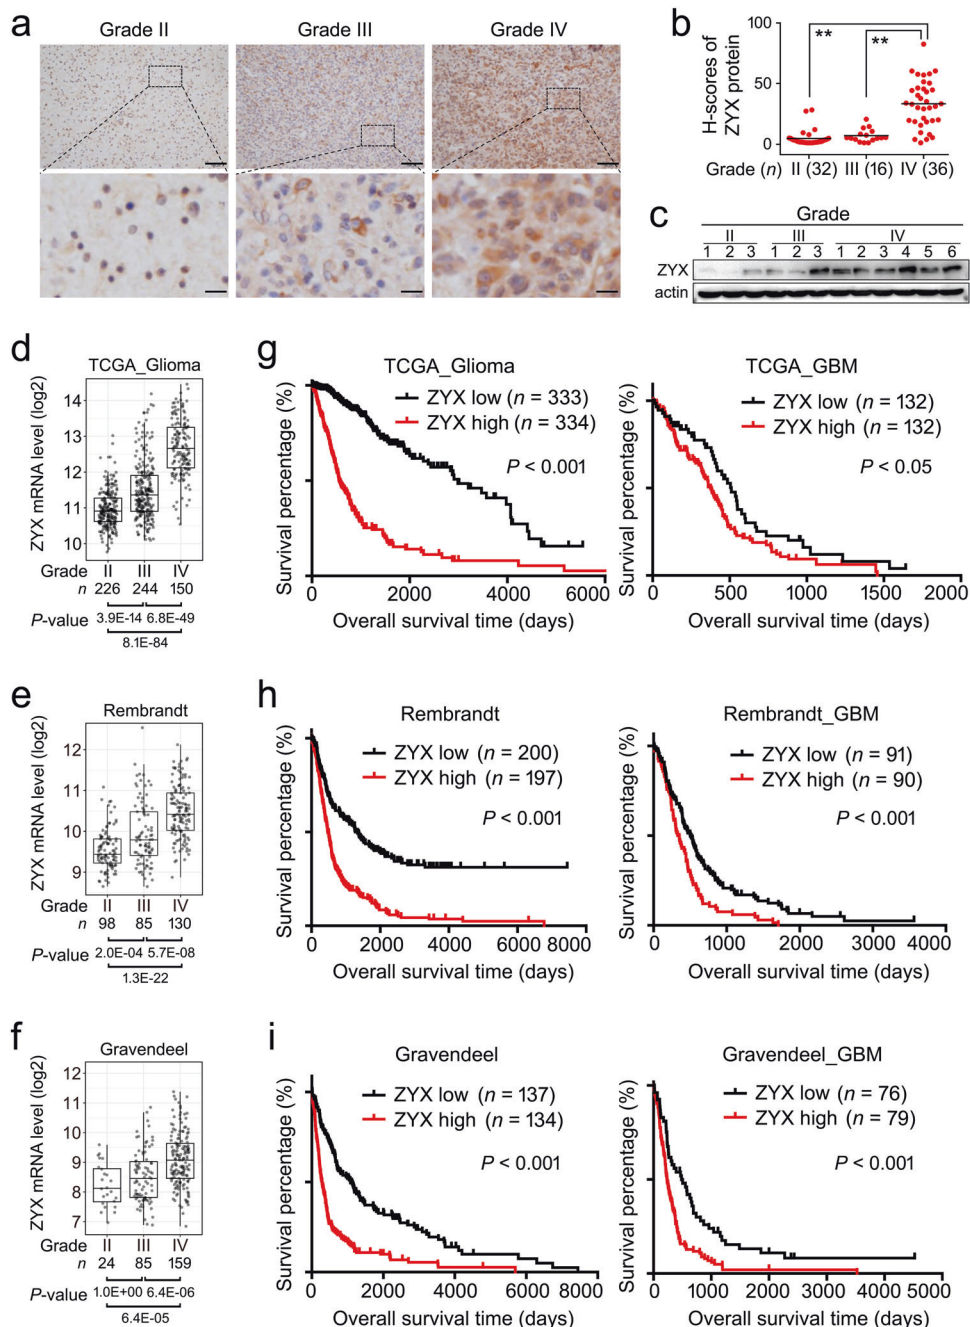 a
Grade II
Grade III
Grade IV
b
H-scores of
ZYX protein
100
50
0
**
**
Grade (n) II (32) III (16) IV (36)
c
Grade
II III IV
1 2 3 1 2 3 1 2 3 4 5 6
ZYX
actin
d
TCGA_Glioma
ZYX mRNA level (log2)
14
13
12
11
10
Grade II III IV
n 226 244 150
P-value 3.9E-14 6.8E-49
8.1E-84
g
TCGA_Glioma
Survival percentage (%)
ZYX low (n = 333)
ZYX high (n = 334)
P < 0.001
0 2000 4000 6000
Overall survival time (days)
TCGA_GBM
Survival percentage (%)
ZYX low (n = 132)
ZYX high (n = 132)
P < 0.05
0 500 1000 1500 2000
Overall survival time (days)
e
Rembrandt
ZYX mRNA level (log2)
12
11
10
9
Grade II III IV
n 98 85 130
P-value 2.0E-04 5.7E-08
1.3E-22
h
Rembrandt
Survival percentage (%)
ZYX low (n = 200)
ZYX high (n = 197)
P < 0.001
0 2000 4000 6000 8000
Overall survival time (days)
Rembrandt_GBM
Survival percentage (%)
ZYX low (n = 91)
ZYX high (n = 90)
P < 0.001
0 1000 2000 3000 4000
Overall survival time (days)
f
Gravendeel
ZYX mRNA level (log2)
12
11
10
9
8
7
Grade II III IV
n 24 85 159
P-value 1.0E+00 6.4E-06
6.4E-05
i
Gravendeel
Survival percentage (%)
ZYX low (n = 137)
ZYX high (n = 134)
P < 0.001
0 2000 4000 6000 8000
Overall survival time (days)
Gravendeel_GBM
Survival percentage (%)
ZYX low (n = 76)
ZYX high (n = 79)
P < 0.001
0 1000 2000 3000 4000 5000
Overall survival time (days)